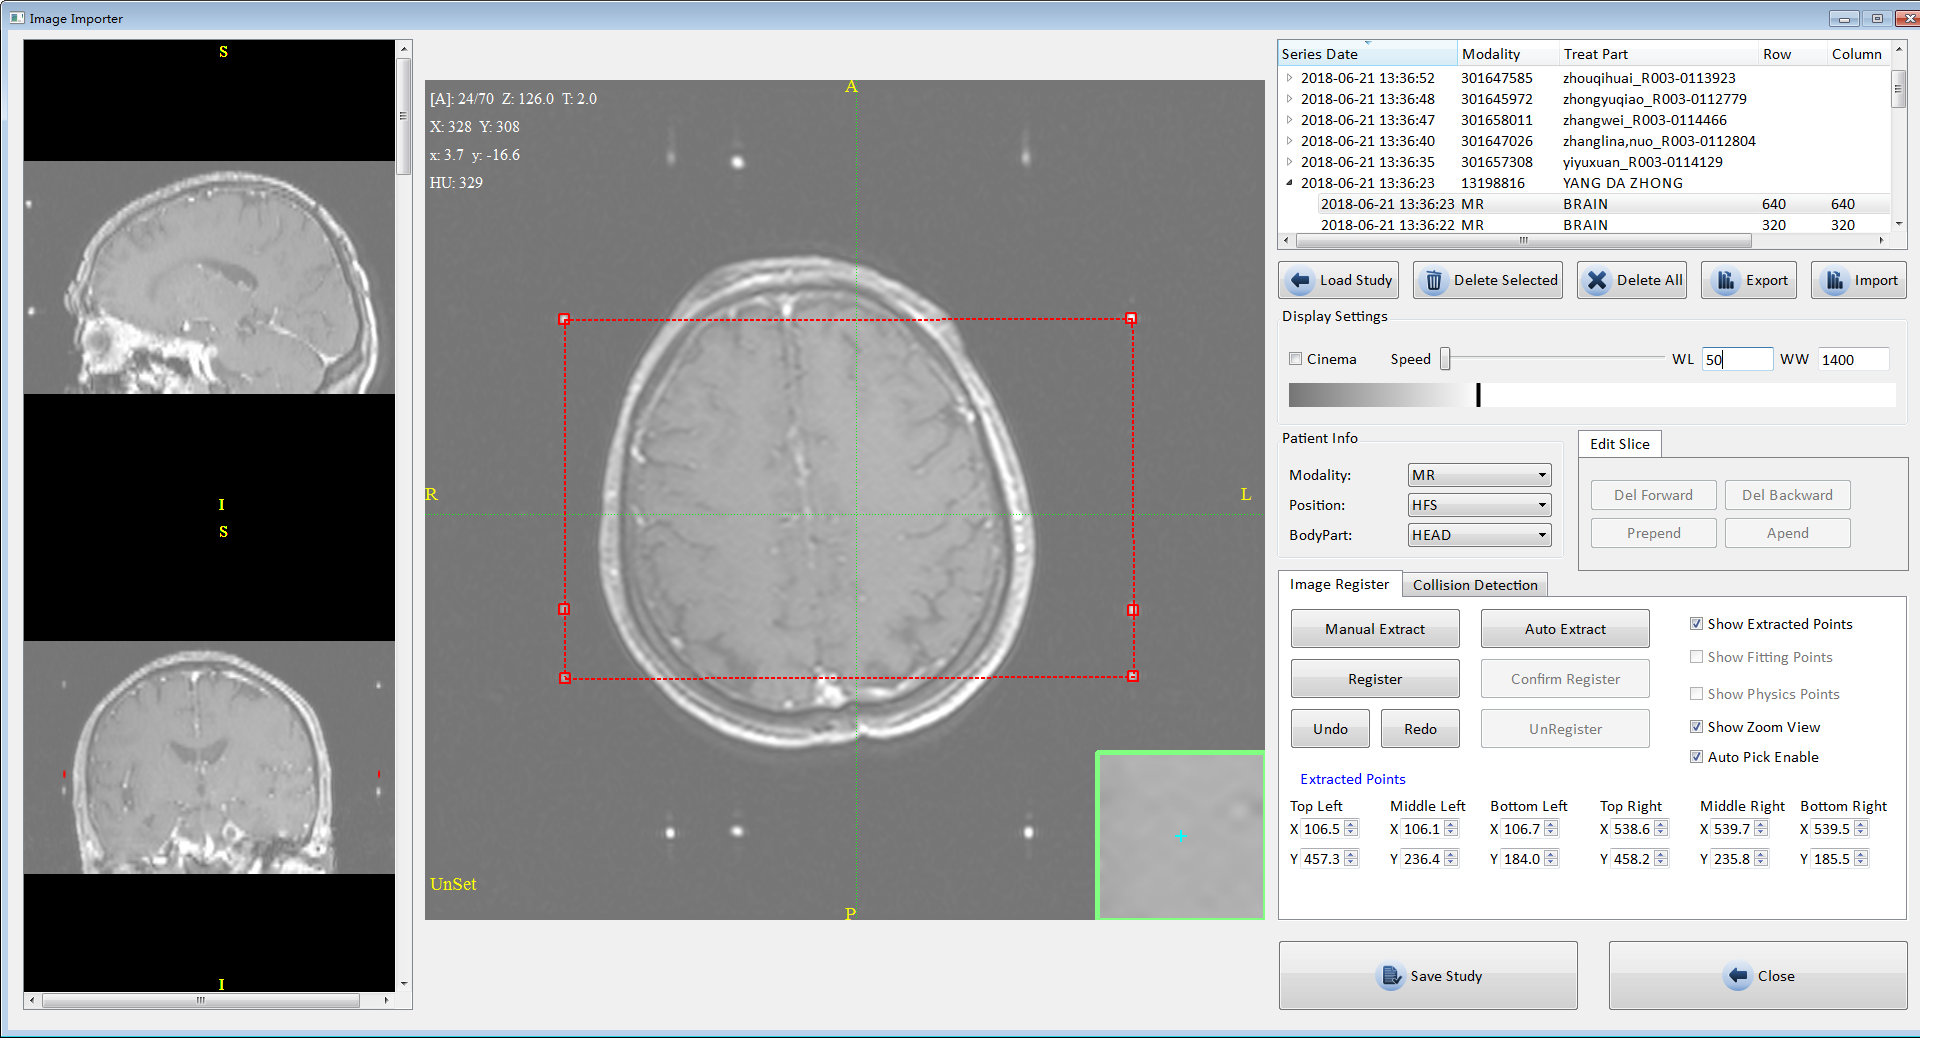 Image Importer
S
I
S
I
A
[A]: 24/70 Z: 126.0 T: 2.0
X: 328 Y: 308
x: 3.7 y: -16.6
HU: 329
R
L
UnSet
P
Series Date Modality Treat Part Row Column
2018-06-21 13:36:52 301647585 zhouqihuai_R003-0113923
2018-06-21 13:36:48 301645972 zhongyuqiao_R003-0112779
2018-06-21 13:36:47 301658011 zhangwei_R003-0114466
2018-06-21 13:36:40 301647026 zhanglina,nuo_R003-0112804
2018-06-21 13:36:35 301657308 yiyuxuan_R003-0114129
2018-06-21 13:36:23 13198816 YANG DA ZHONG
2018-06-21 13:36:23 MR BRAIN 640 640
2018-06-21 13:36:22 MR BRAIN 320 320
Load Study Delete Selected Delete All Export Import
Display Settings
Cinema Speed WL 50 WW 1400
Patient Info
Modality: MR
Position: HFS
BodyPart: HEAD
Edit Slice
Del Forward Del Backward
Prepend Apend
Image Register Collision Detection
Manual Extract Auto Extract
Register Confirm Register
Undo Redo UnRegister
Show Extracted Points
Show Fitting Points
Show Physics Points
Show Zoom View
Auto Pick Enable
Extracted Points
Top Left Middle Left Bottom Left Top Right Middle Right Bottom Right
X 106.5 X 106.1 X 106.7 X 538.6 X 539.7 X 539.5
Y 457.3 Y 236.4 Y 184.0 Y 458.2 Y 235.8 Y 185.5
Save Study Close